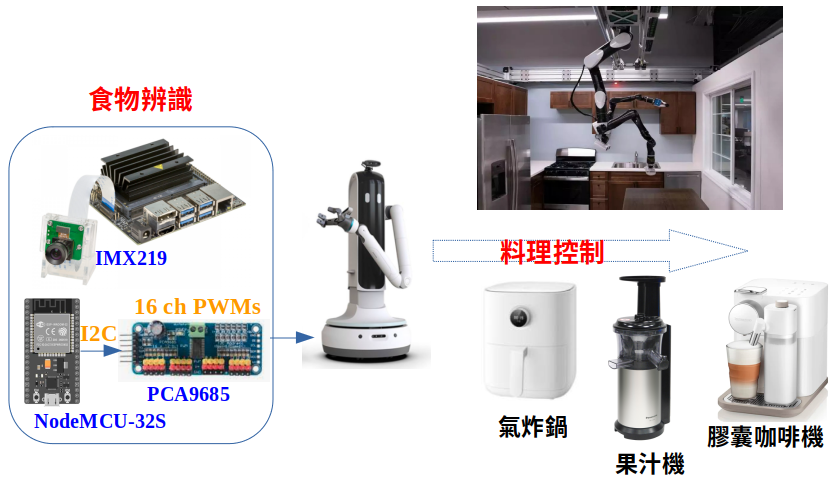 食物辨識
IMX219
16 ch PWMs
I2C
PCA9685
NodeMCU-32S
料理控制
氣炸鍋
果汁機
膠囊咖啡機